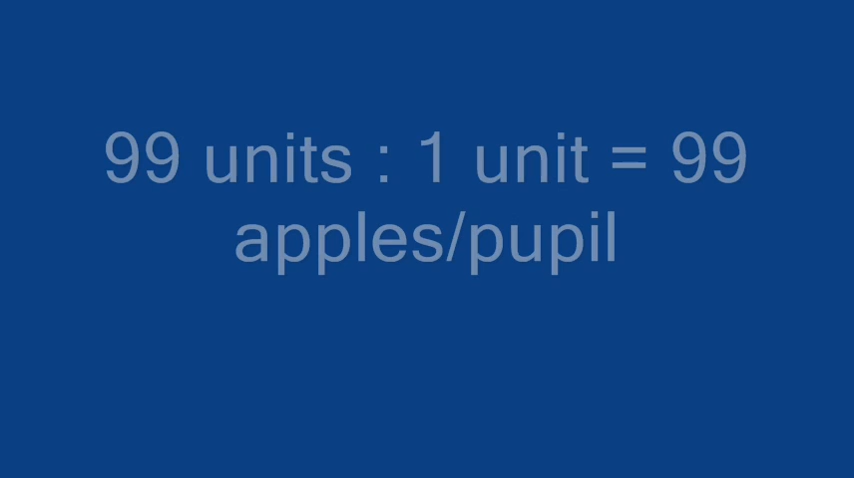 99 units : 1 unit = 99
apples/pupil